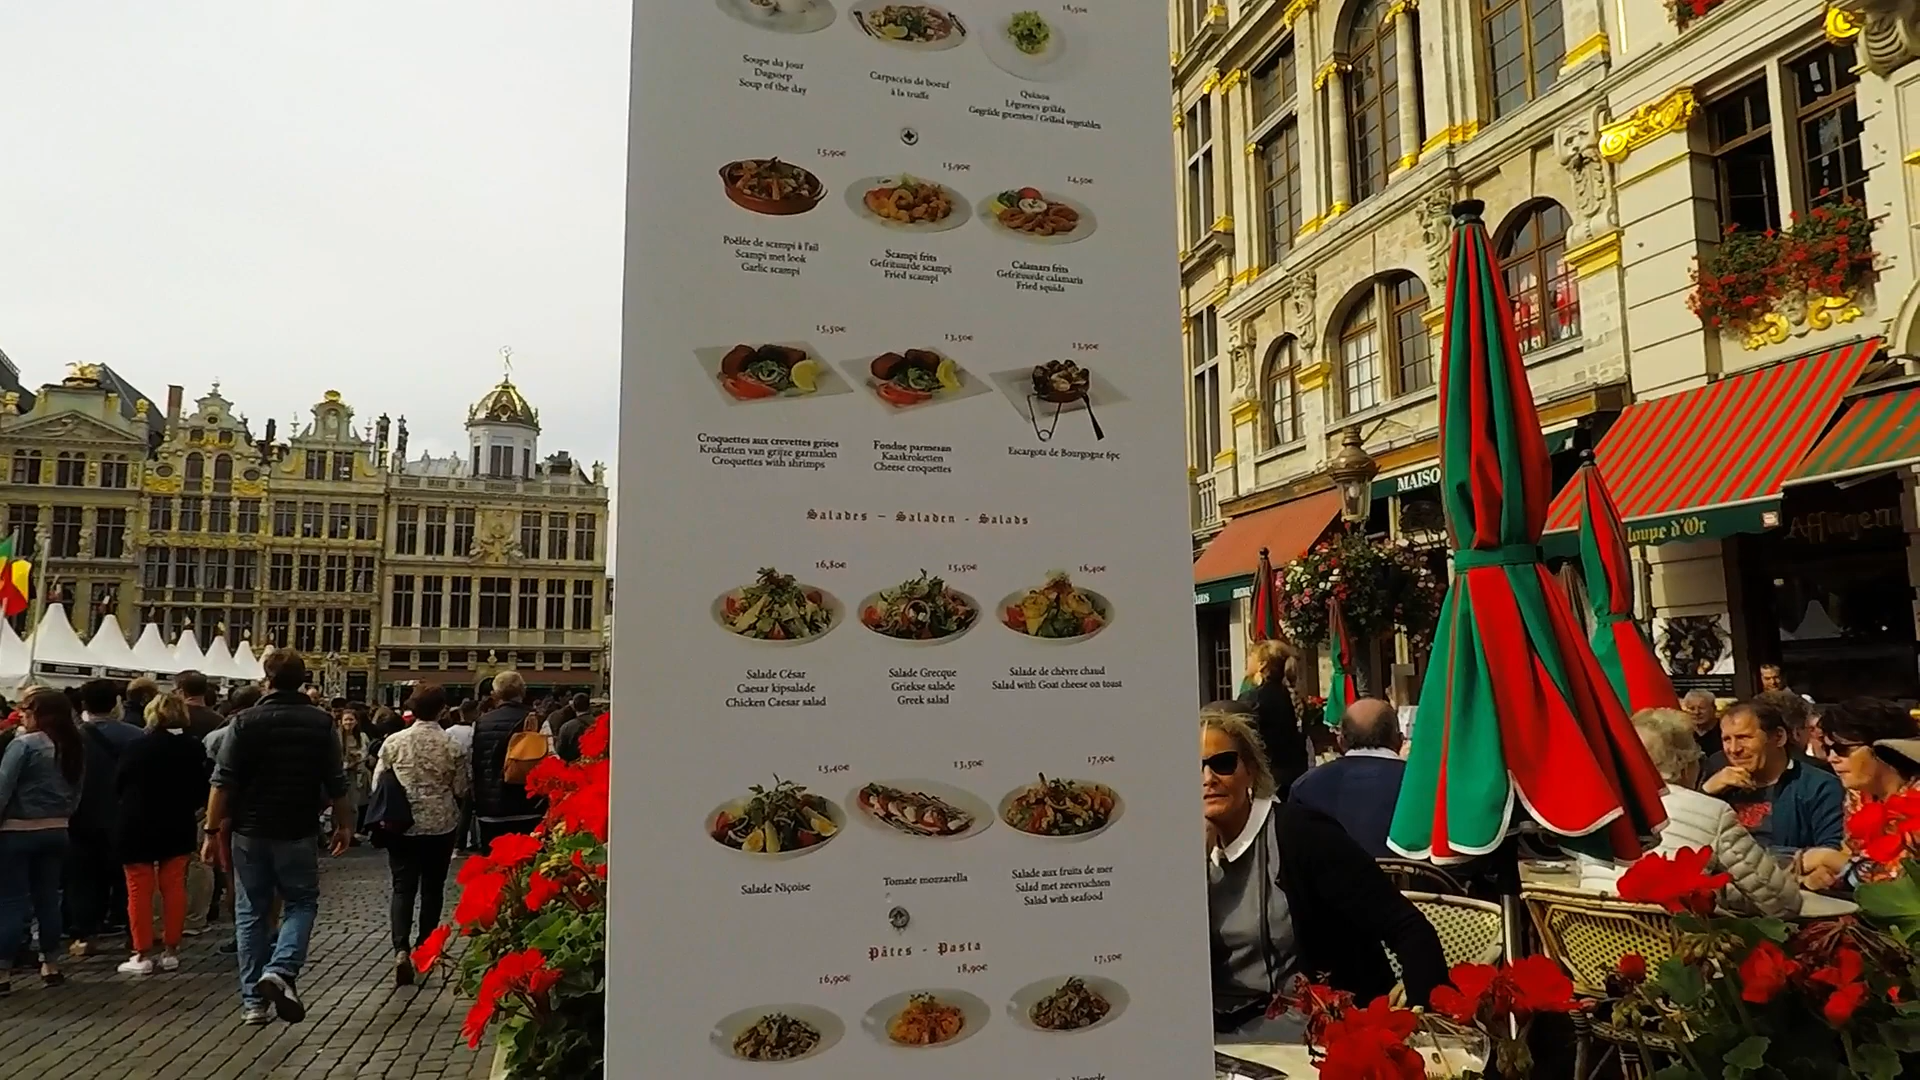 18,50€
Soupe du jour
Dagsoep
Soup of the day
Carpaccio de boeuf
à la truffe
Quinoa
Légumes grillés
Gegrilde groenten / Grilled vegetables
15,90€
15,90€
14,50€
Poêlée de scampi à l'ail
Scampi met look
Garlic scampi
Scampi frits
Gefrituurde scampi
Fried scampi
Calamars frits
Gefrituurde calamaris
Fried squids
15,50€
13,50€
13,90€
Croquettes aux crevettes grises
Kroketten van grijze garnalen
Croquettes with shrimps
Fondue parmesan
Kaaskroketten
Cheese croquettes
Escargots de Bourgogne 6pc
Salades – Saladen - Salads
16,80€
15,50€
16,40€
Salade César
Caesar kipsalade
Chicken Caesar salad
Salade Grecque
Griekse salade
Greek salad
Salade de chèvre chaud
Salad with Goat cheese on toast
15,40€
13,50€
17,90€
Salade Niçoise
Tomate mozzarella
Salade aux fruits de mer
Salad met zeevruchten
Salad with seafood
Pâtes - Pasta
16,90€
18,90€
17,50€
MAISO
loupe d'Or
Affligem